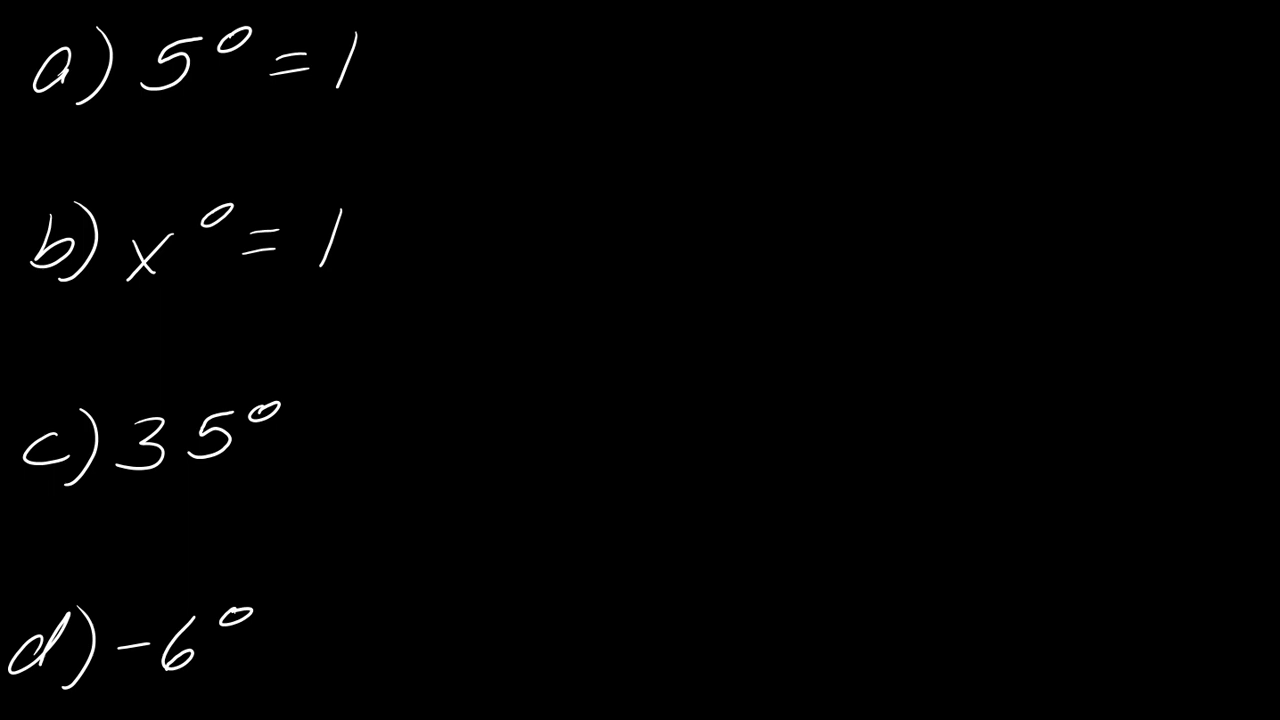 a) 5⁰ = 1
b) x⁰ = 1
c) 35⁰
d) -6⁰